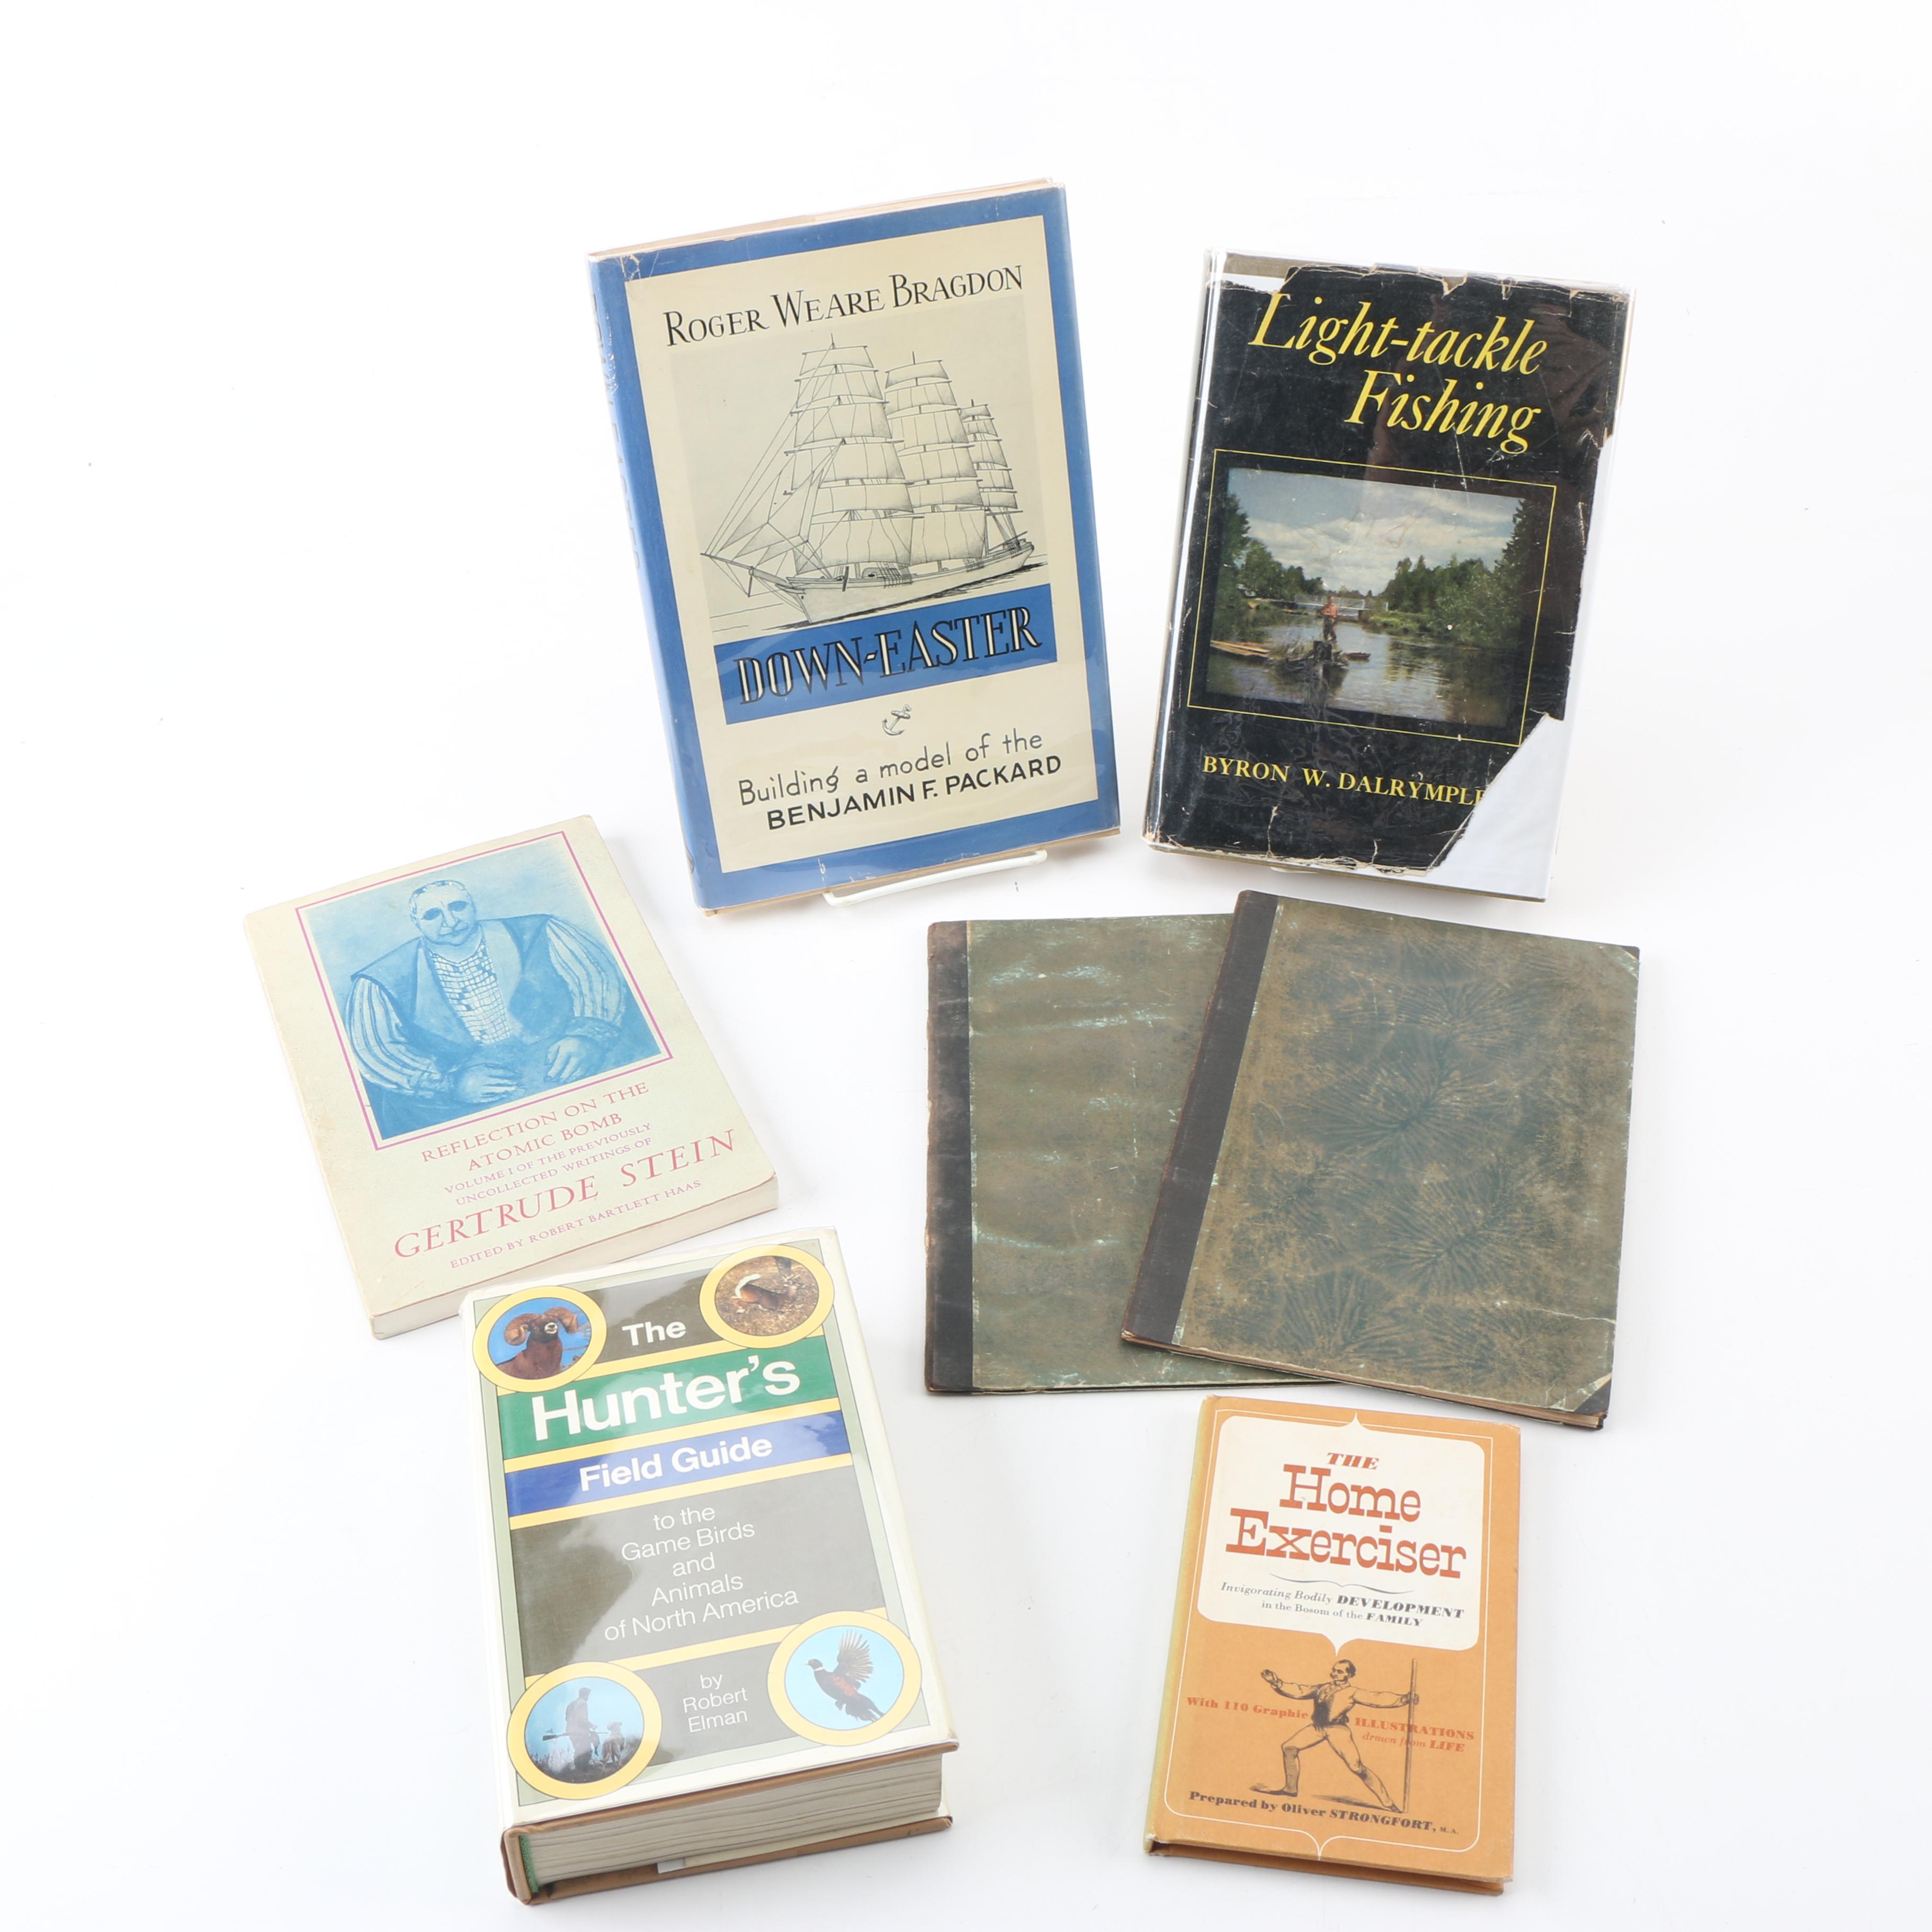 ROGER WEARE BRAGDON
DOWN-EASTER
Building a model of the
BENJAMIN F. PACKARD
Light-tackle
Fishing
BYRON W. DALRYMPLE
REFLECTION ON THE
ATOMIC BOMB
VOLUME I OF THE PREVIOUSLY
UNCOLLECTED WRITINGS OF
GERTRUDE STEIN
EDITED BY ROBERT BARTLETT HAAS
The
Hunter's
Field Guide
to the
Game Birds
and
Animals
of North America
by
Robert
Elman
THE
Home
Exerciser
Invigorating Bodily DEVELOPMENT
in the Bosom of the FAMILY
With 110 Graphic
ILLUSTRATIONS
drawn from LIFE
Prepared by Oliver STRONGFORT, M.A.